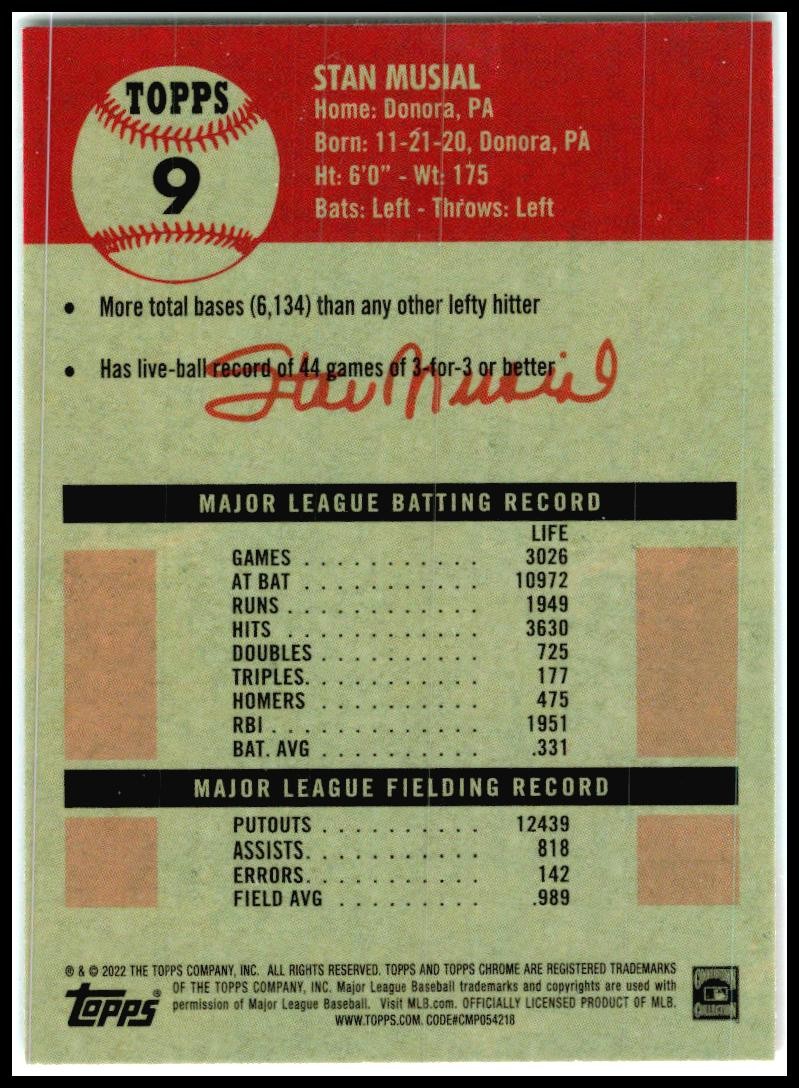 TOPPS
9
STAN MUSIAL
Home: Donora, PA
Born: 11-21-20, Donora, PA
Ht: 6'0" - Wt: 175
Bats: Left - Throws: Left
• More total bases (6,134) than any other lefty hitter
• Has live-ball record of 44 games of 3-for-3 or better
Stan Musial
MAJOR LEAGUE BATTING RECORD
LIFE
GAMES . . . . . . . . . . . 3026
AT BAT . . . . . . . . . . . 10972
RUNS . . . . . . . . . . . . 1949
HITS . . . . . . . . . . . . 3630
DOUBLES . . . . . . . . . . 725
TRIPLES. . . . . . . . . . . 177
HOMERS . . . . . . . . . . 475
RBI . . . . . . . . . . . . . 1951
BAT. AVG . . . . . . . . . . .331
MAJOR LEAGUE FIELDING RECORD
PUTOUTS . . . . . . . . . . 12439
ASSISTS. . . . . . . . . . . 818
ERRORS. . . . . . . . . . . 142
FIELD AVG . . . . . . . . . .989
® & © 2022 THE TOPPS COMPANY, INC. ALL RIGHTS RESERVED. TOPPS AND TOPPS CHROME ARE REGISTERED TRADEMARKS
OF THE TOPPS COMPANY, INC. Major League Baseball trademarks and copyrights are used with
permission of Major League Baseball. Visit MLB.com. OFFICIALLY LICENSED PRODUCT OF MLB.
WWW.TOPPS.COM. CODE#CMP054218
topps®
COOPERSTOWN
COLLECTION